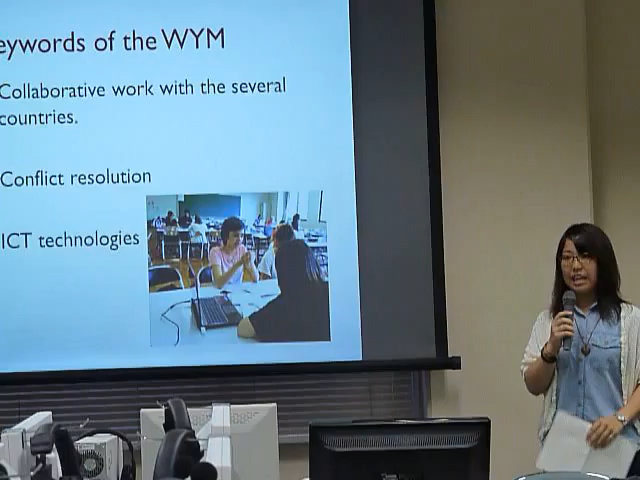 eywords of the WYM
Collaborative work with the several
countries.
Conflict resolution
ICT technologies